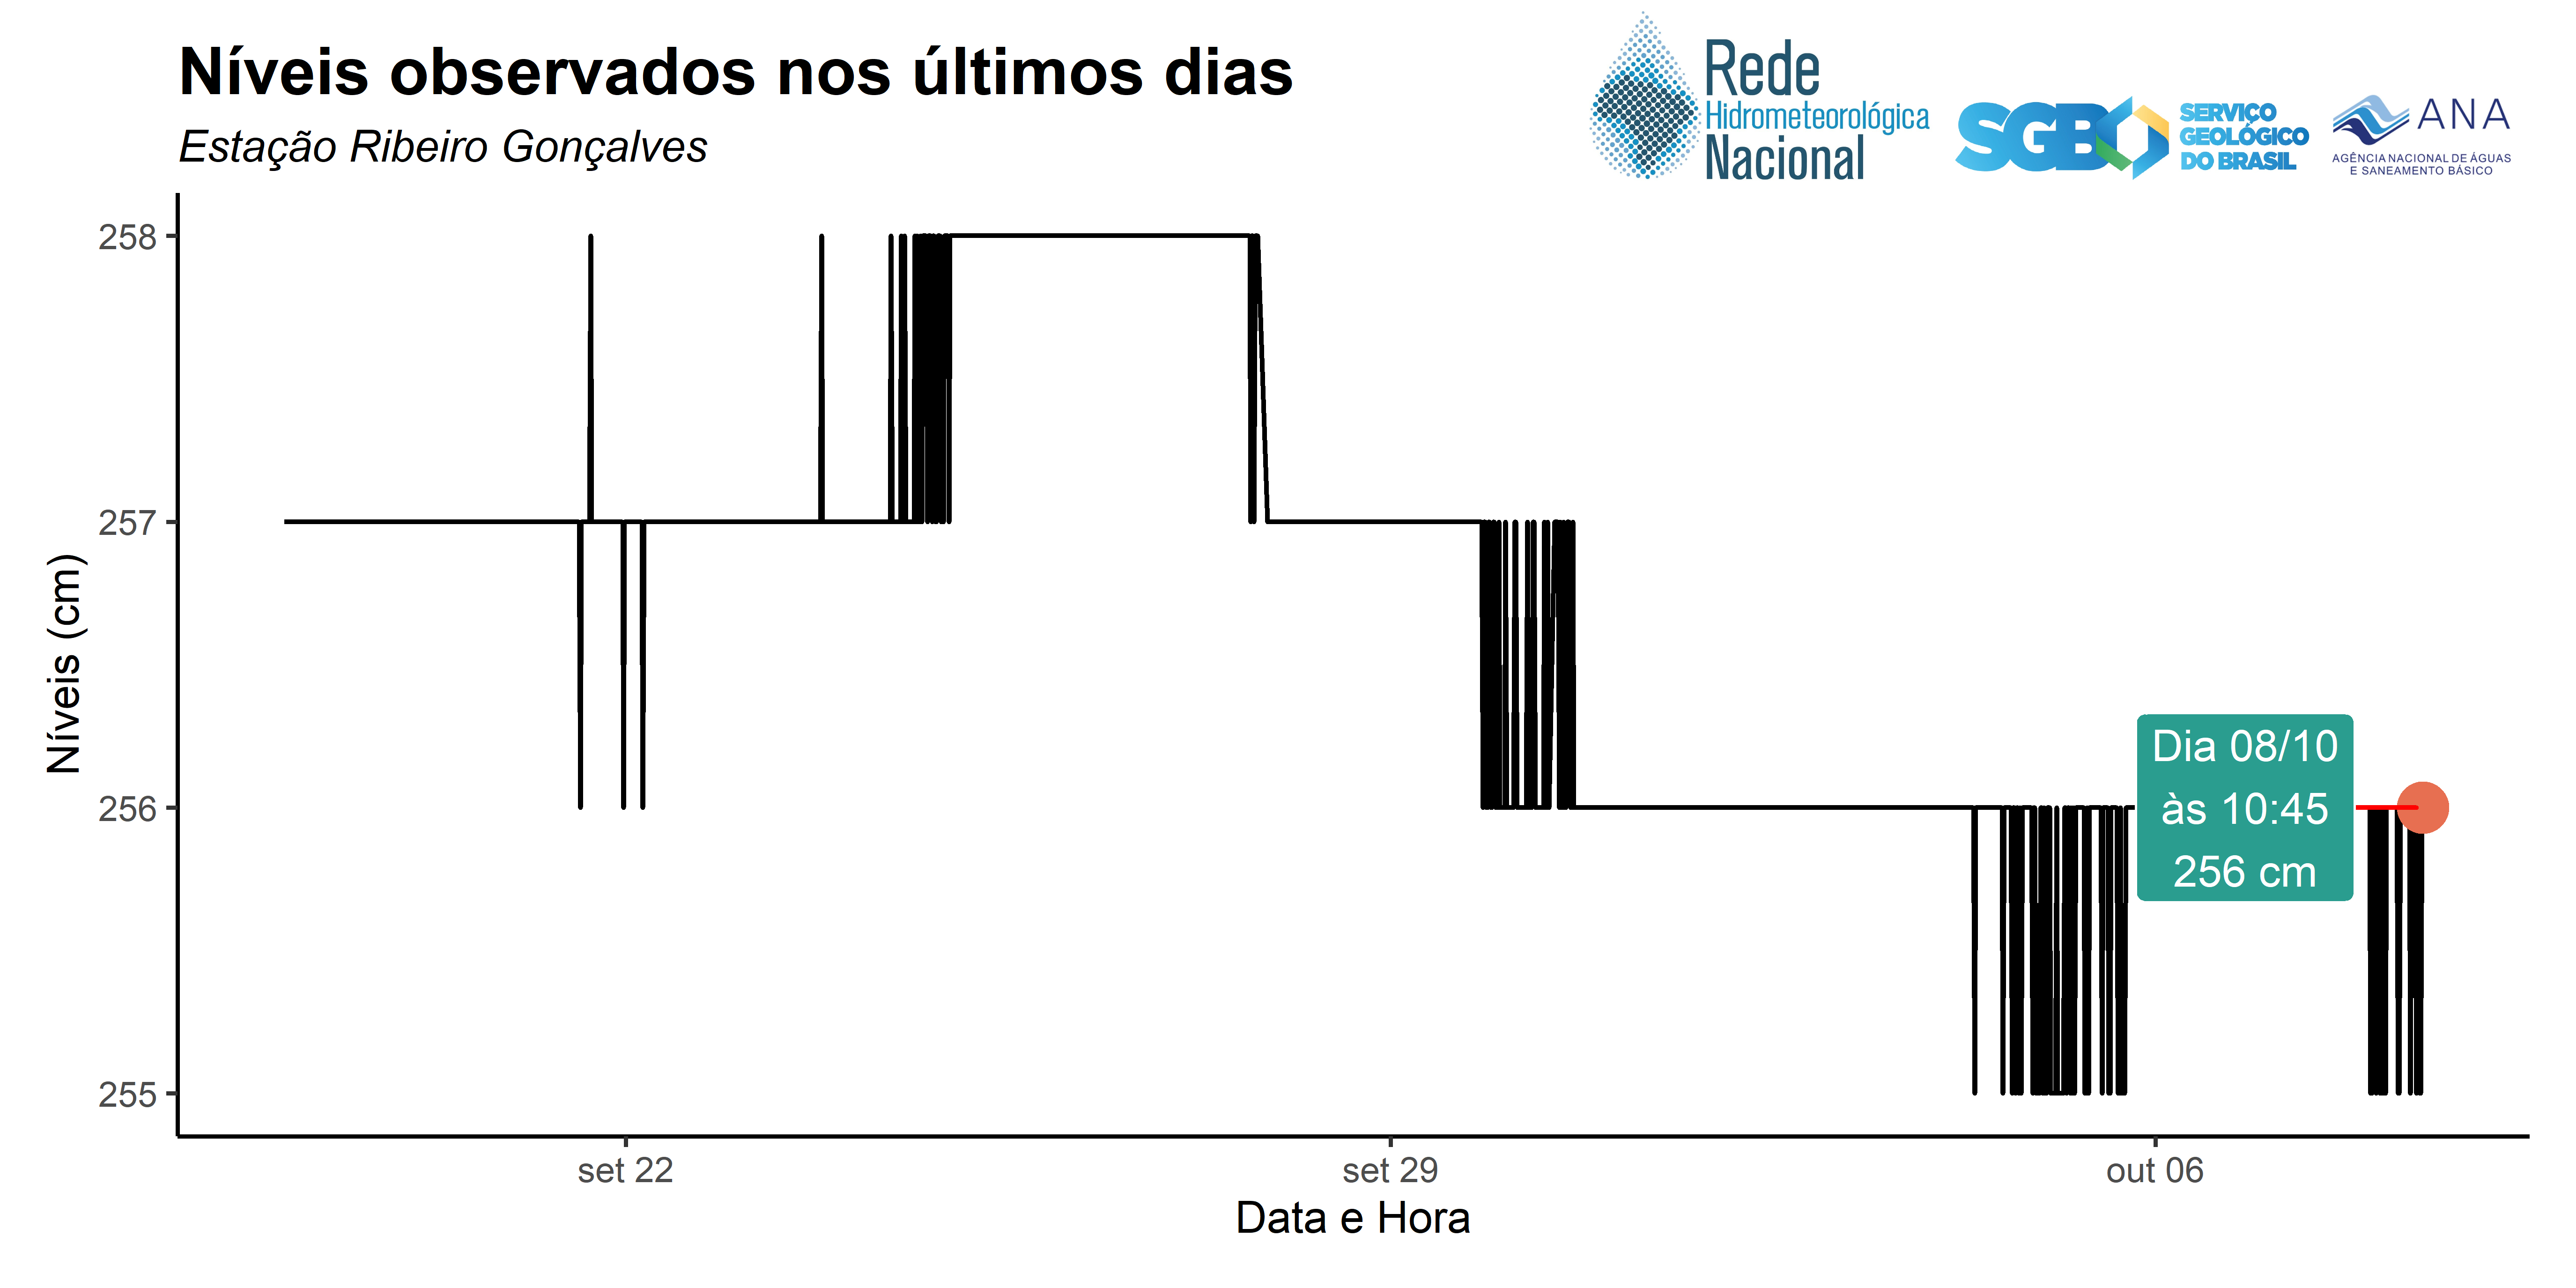 Níveis observados nos últimos dias
Estação Ribeiro Gonçalves
Rede
Hidrometeorológica
Nacional
SGB
SERVIÇO
GEOLÓGICO
DO BRASIL
ANA
AGÊNCIA NACIONAL DE ÁGUAS
E SANEAMENTO BÁSICO
Níveis (cm)
258
257
256
255
Dia 08/10
às 10:45
256 cm
set 22
set 29
out 06
Data e Hora